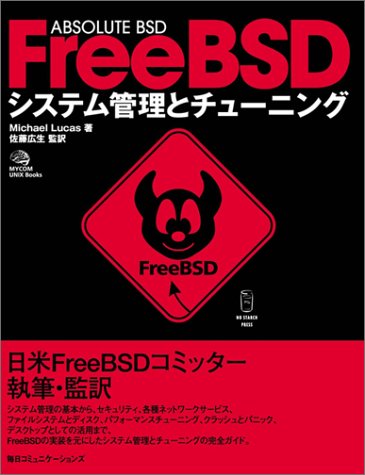 ABSOLUTE BSD
FreeBSD
システム管理とチューニング
Michael Lucas 著
佐藤広生 監訳
MYCOM
UNIX Books
FreeBSD
NO STARCH
PRESS
日米FreeBSDコミッター
執筆・監訳
システム管理の基本から、セキュリティ、各種ネットワークサービス、
ファイルシステムとディスク、パフォーマンスチューニング、クラッシュとパニック、
デスクトップとしての活用まで、
FreeBSDの実装を元にしたシステム管理とチューニングの完全ガイド。
毎日コミュニケーションズ